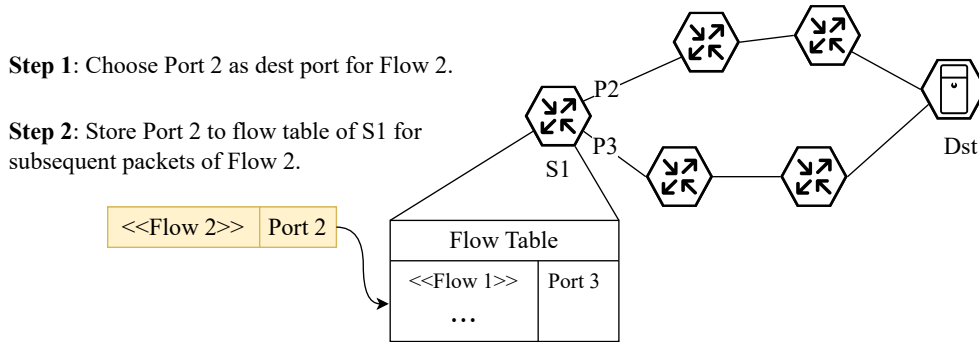 Step 1: Choose Port 2 as dest port for Flow 2.
Step 2: Store Port 2 to flow table of S1 for
subsequent packets of Flow 2.
P2
P3
S1
Dst
<<Flow 2>> Port 2
Flow Table
<<Flow 1>> Port 3
...